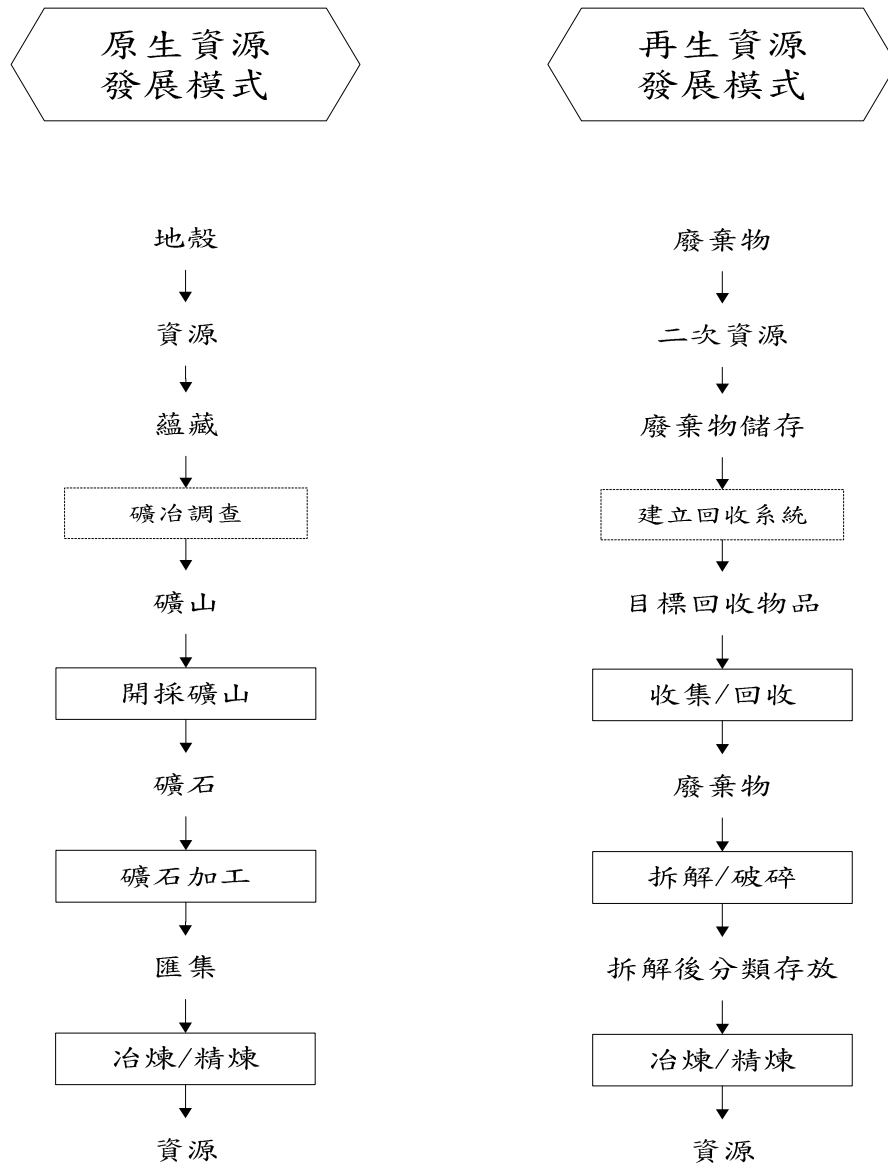 原生資源
發展模式
地殼
資源
蘊藏
礦冶調查
礦山
開採礦山
礦石
礦石加工
匯集
冶煉/精煉
資源
再生資源
發展模式
廢棄物
二次資源
廢棄物儲存
建立回收系統
目標回收物品
收集/回收
廢棄物
拆解/破碎
拆解後分類存放
冶煉/精煉
資源